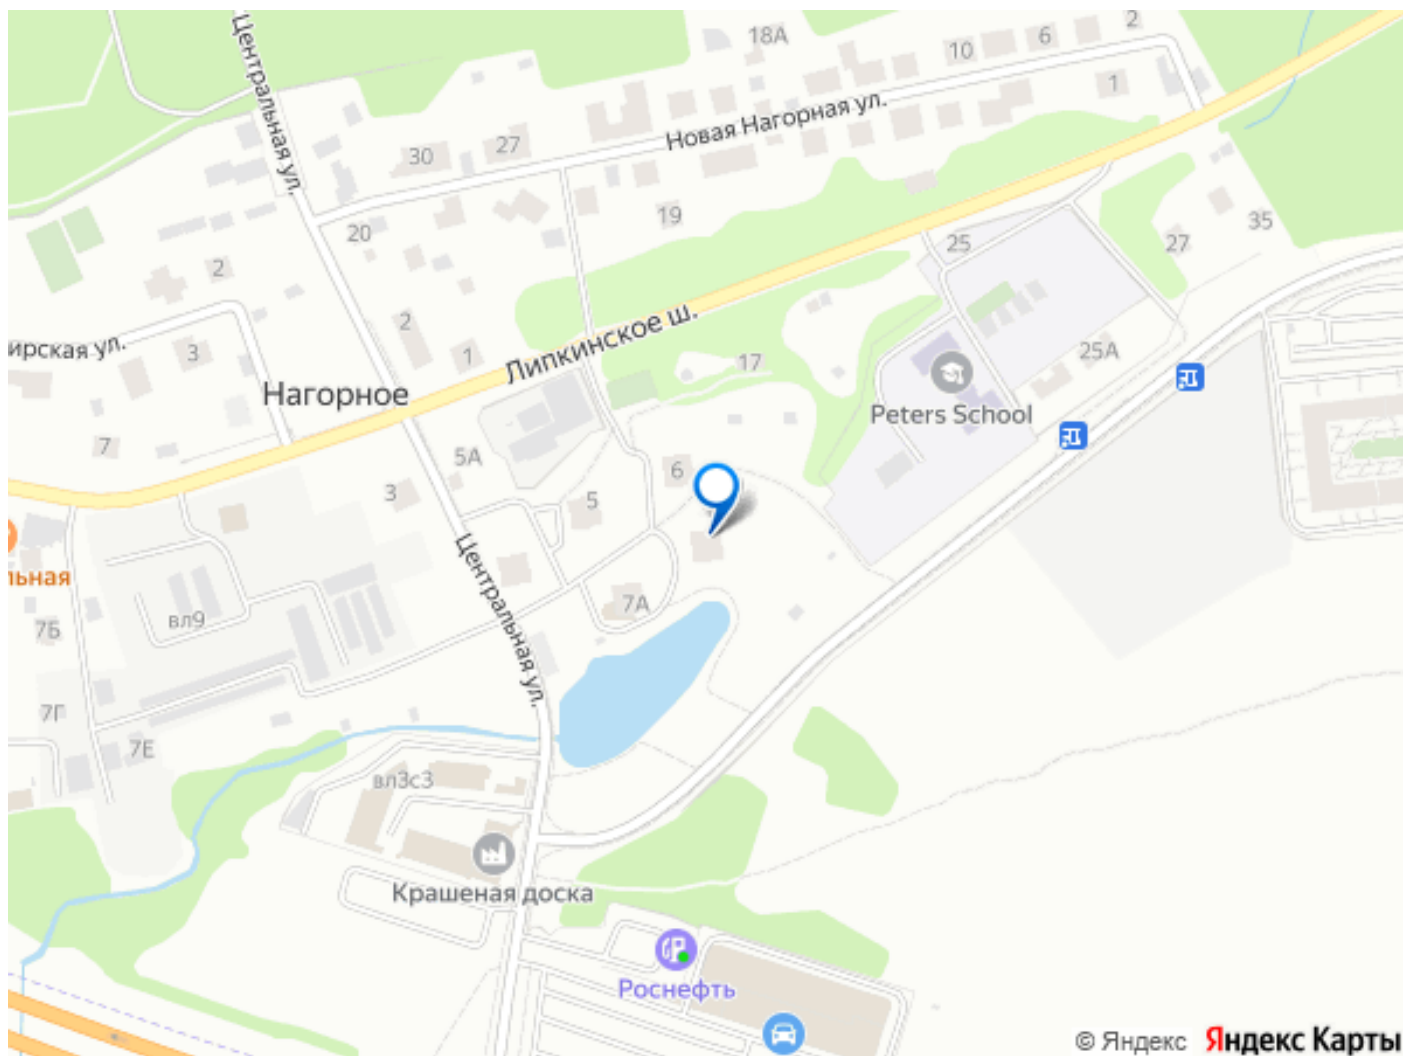 Центральная ул.
18А
10
6
2
1
Новая Нагорная ул.
30
27
19
20
25
27
35
2
2
ирская ул.
3
1
Липкинское ш.
17
25А
Нагорное
Peters School
7
5А
6
3
5
Центральная ул.
льная
7Б
вл9
7А
7Г
7Е
вл3с3
Крашеная доска
Роснефть
© Яндекс Яндекс Карты